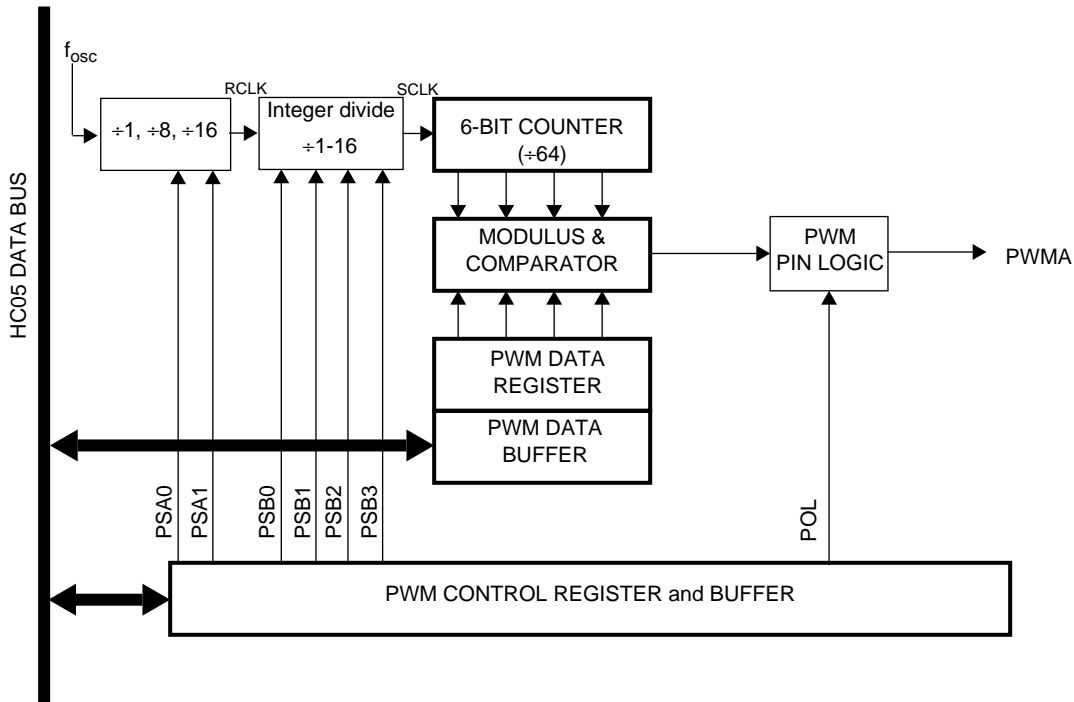 HC05 DATA BUS
fosc
÷1, ÷8, ÷16
RCLK
Integer divide
÷1-16
SCLK
6-BIT COUNTER
(÷64)
MODULUS &
COMPARATOR
PWM
PIN LOGIC
PWMA
PWM DATA
REGISTER
PWM DATA
BUFFER
PSA0
PSA1
PSB0
PSB1
PSB2
PSB3
POL
PWM CONTROL REGISTER and BUFFER